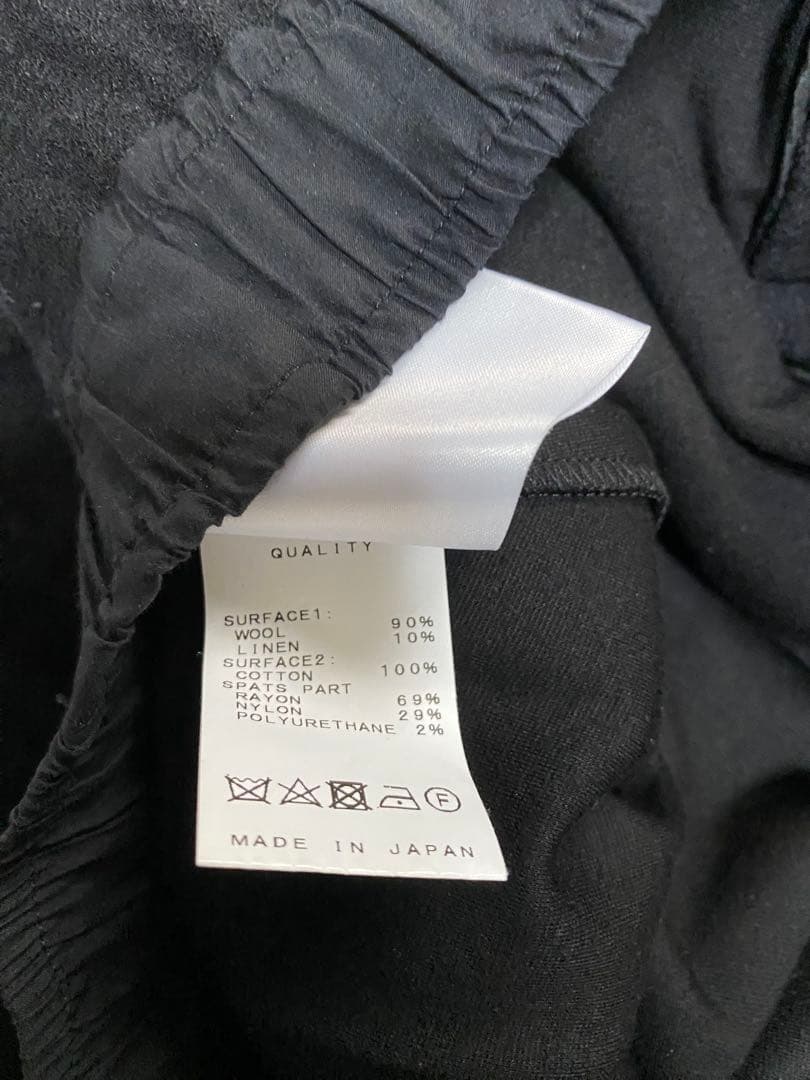 QUALITY
SURFACE1:
WOOL 90%
LINEN 10%
SURFACE2:
COTTON 100%
SPATS PART
RAYON 69%
NYLON 29%
POLYURETHANE 2%
F
MADE IN JAPAN